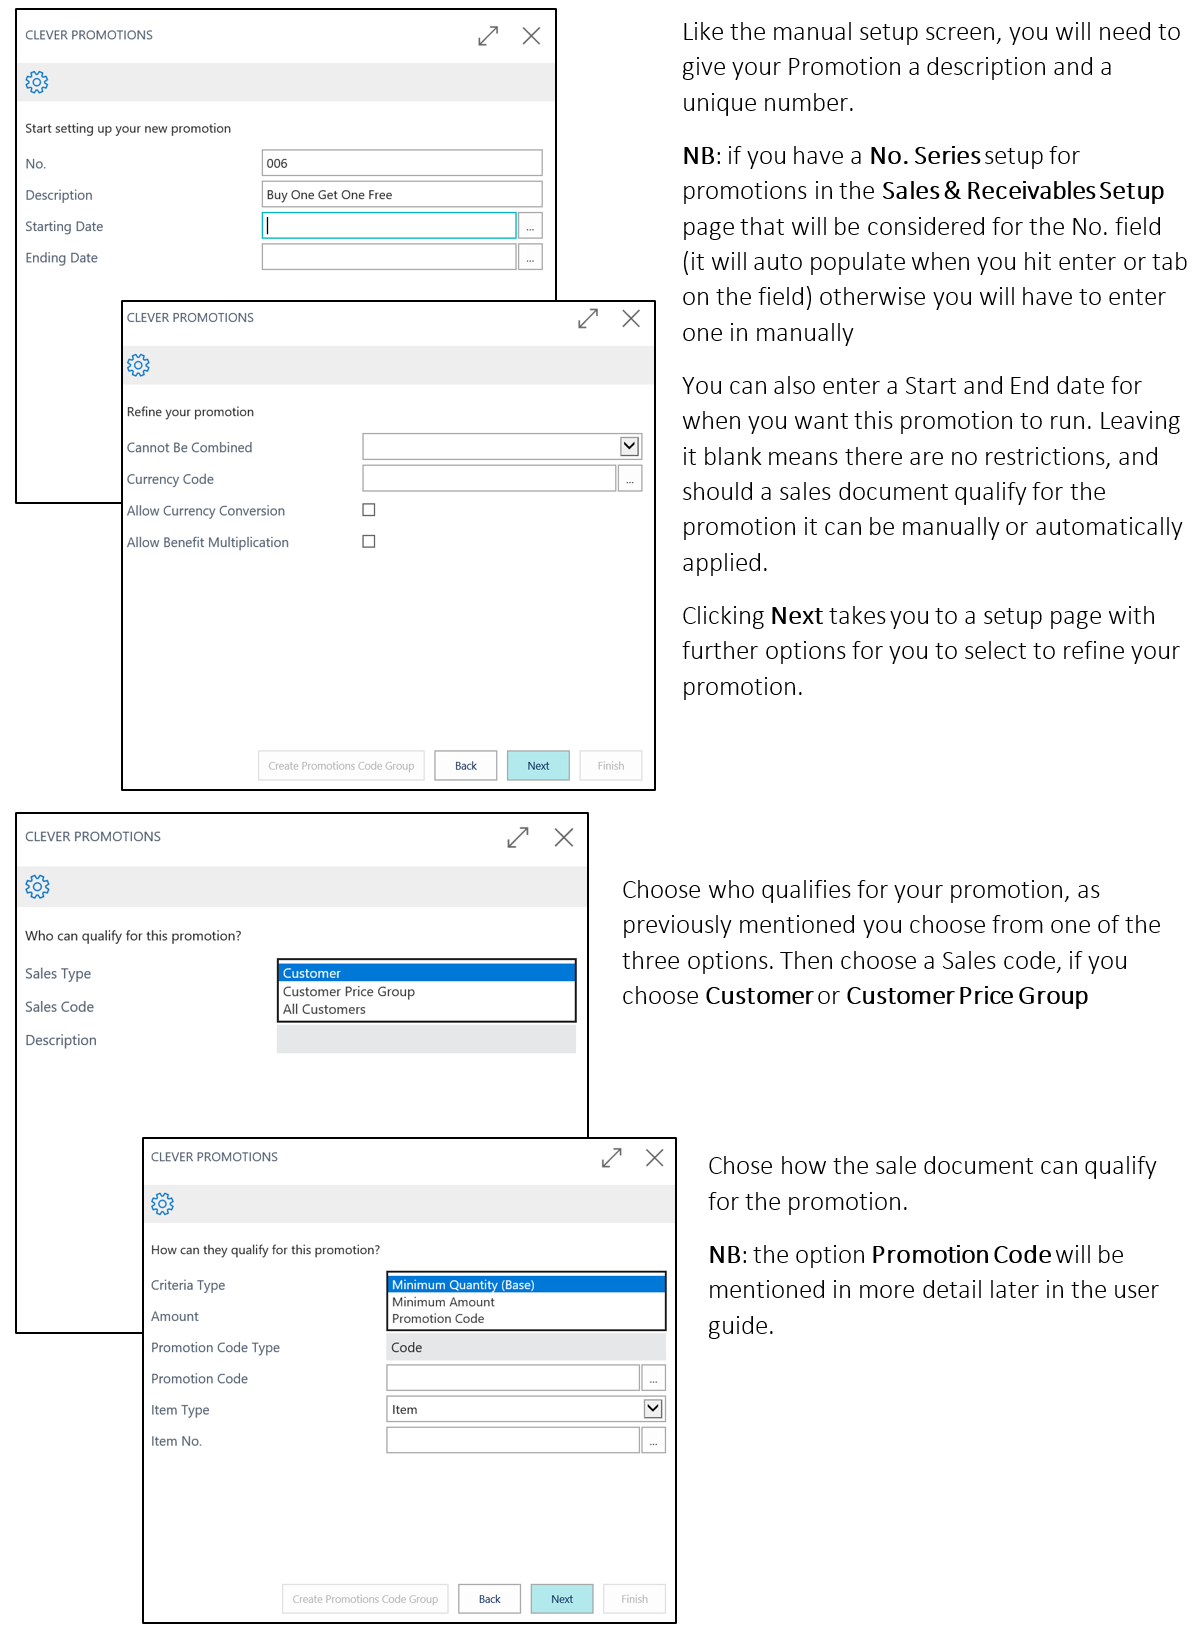 CLEVER PROMOTIONS
Start setting up your new promotion
No.
006
Description
Buy One Get One Free
Starting Date
...
Ending Date
...
CLEVER PROMOTIONS
Refine your promotion
Cannot Be Combined
Currency Code
...
Allow Currency Conversion
Allow Benefit Multiplication
Create Promotions Code Group
Back
Next
Finish
Like the manual setup screen, you will need to
give your Promotion a description and a
unique number.
NB: if you have a No. Series setup for
promotions in the Sales & Receivables Setup
page that will be considered for the No. field
(it will auto populate when you hit enter or tab
on the field) otherwise you will have to enter
one in manually
You can also enter a Start and End date for
when you want this promotion to run. Leaving
it blank means there are no restrictions, and
should a sales document qualify for the
promotion it can be manually or automatically
applied.
Clicking Next takes you to a setup page with
further options for you to select to refine your
promotion.
CLEVER PROMOTIONS
Who can qualify for this promotion?
Sales Type
Customer
Customer Price Group
All Customers
Sales Code
Description
Choose who qualifies for your promotion, as
previously mentioned you choose from one of the
three options. Then choose a Sales code, if you
choose Customer or Customer Price Group
CLEVER PROMOTIONS
How can they qualify for this promotion?
Criteria Type
Minimum Quantity (Base)
Minimum Amount
Promotion Code
Amount
Promotion Code Type
Code
Promotion Code
...
Item Type
Item
Item No.
...
Create Promotions Code Group
Back
Next
Finish
Chose how the sale document can qualify
for the promotion.
NB: the option Promotion Code will be
mentioned in more detail later in the user
guide.